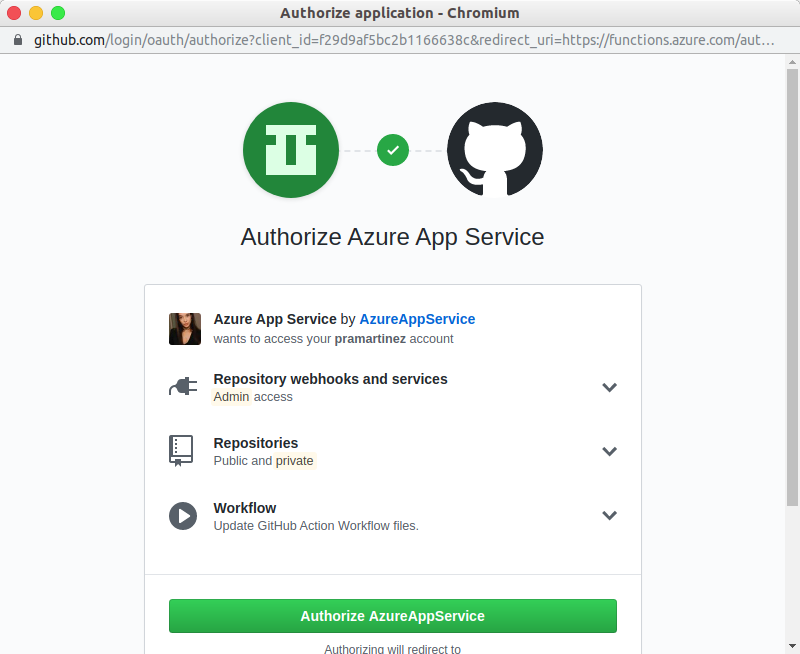 Authorize application - Chromium
github.com/login/oauth/authorize?client_id=f29d9af5bc2b1166638c&redirect_uri=https://functions.azure.com/aut...
Authorize Azure App Service
Azure App Service by AzureAppService
wants to access your pramartinez account
Repository webhooks and services
Admin access
Repositories
Public and private
Workflow
Update GitHub Action Workflow files.
Authorize AzureAppService
Authorizing will redirect to